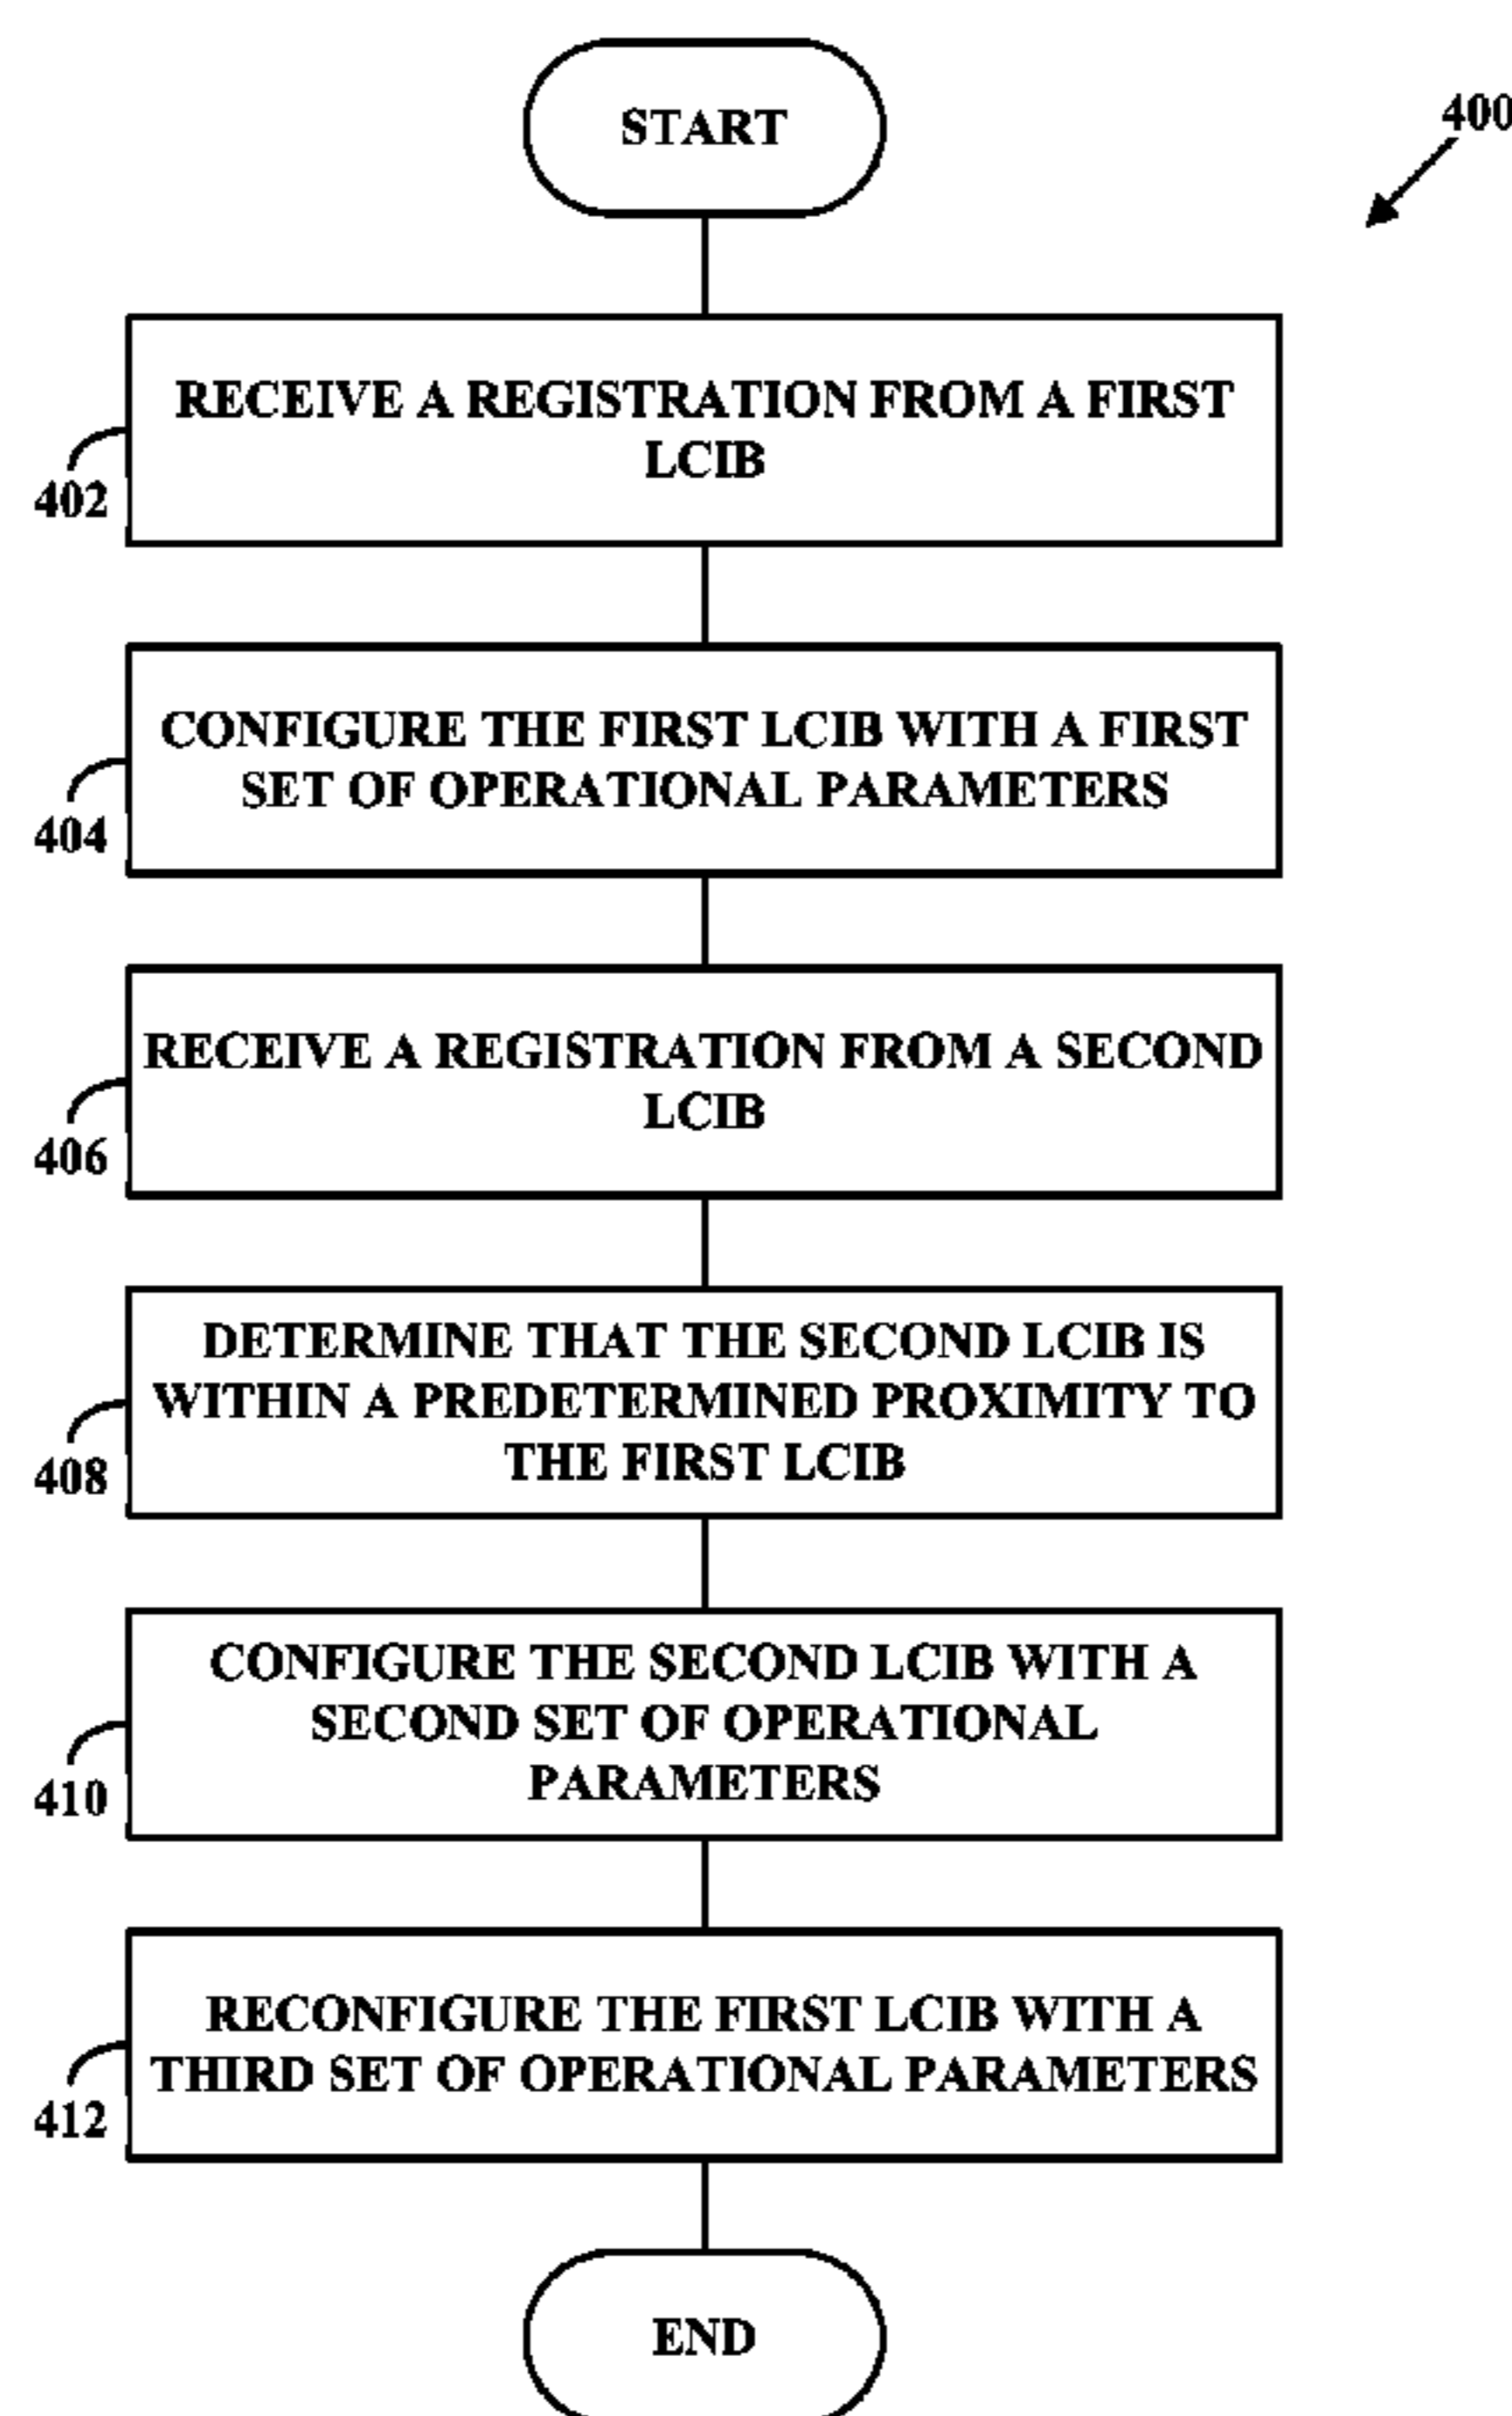 START
400
RECEIVE A REGISTRATION FROM A FIRST
LCIB
402
CONFIGURE THE FIRST LCIB WITH A FIRST
SET OF OPERATIONAL PARAMETERS
404
RECEIVE A REGISTRATION FROM A SECOND
LCIB
406
DETERMINE THAT THE SECOND LCIB IS
WITHIN A PREDETERMINED PROXIMITY TO
THE FIRST LCIB
408
CONFIGURE THE SECOND LCIB WITH A
SECOND SET OF OPERATIONAL
PARAMETERS
410
RECONFIGURE THE FIRST LCIB WITH A
THIRD SET OF OPERATIONAL PARAMETERS
412
END